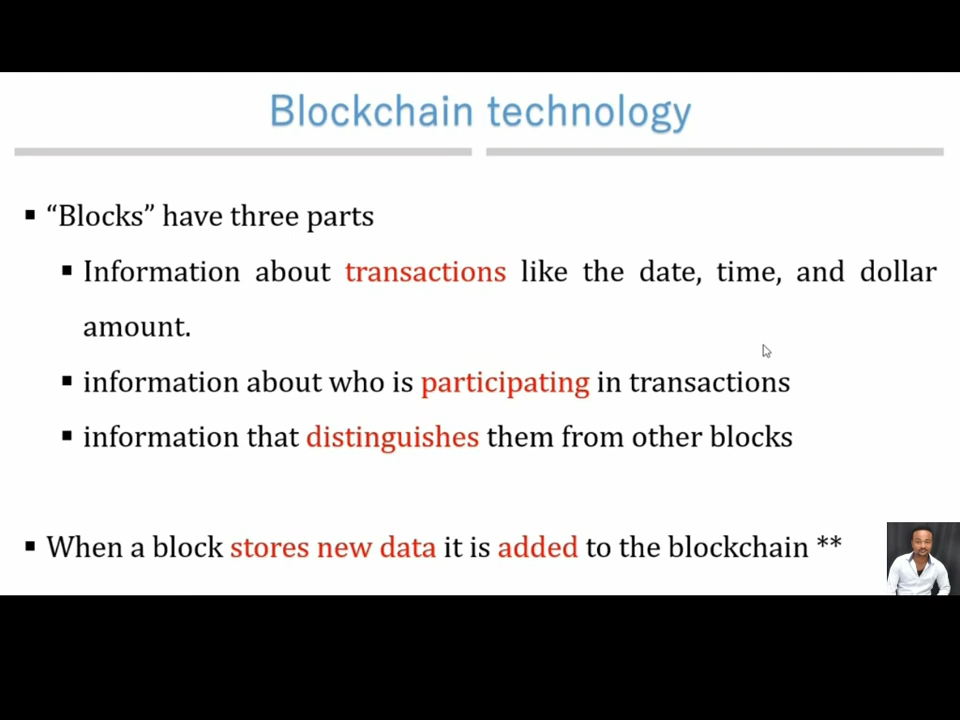 Blockchain technology
▪ “Blocks” have three parts
▪ Information about transactions like the date, time, and dollar
amount.
▪ information about who is participating in transactions
▪ information that distinguishes them from other blocks
▪ When a block stores new data it is added to the blockchain **